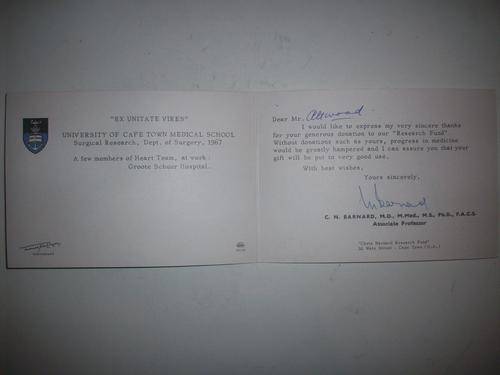 "EX UNITATE VIRES"
UNIVERSITY OF CAPE TOWN MEDICAL SCHOOL
Surgical Research, Dept. of Surgery, 1967
A few members of Heart Team, at work.
Groote Schuur Hospital.
Dear Mr. Attwood
I would like to express my very sincere thanks
for your generous donation to our "Research Fund"
Without donations such as yours, progress in medicine
would be greatly hampered and I can assure you that your
gift will be put to very good use.
With best wishes,
Yours sincerely,
C. N. BARNARD, M.D., M.Med., M.S., Ph.D., F.A.C.S.
Associate Professor
"Chris Barnard Research Fund"
Street - Cape Town